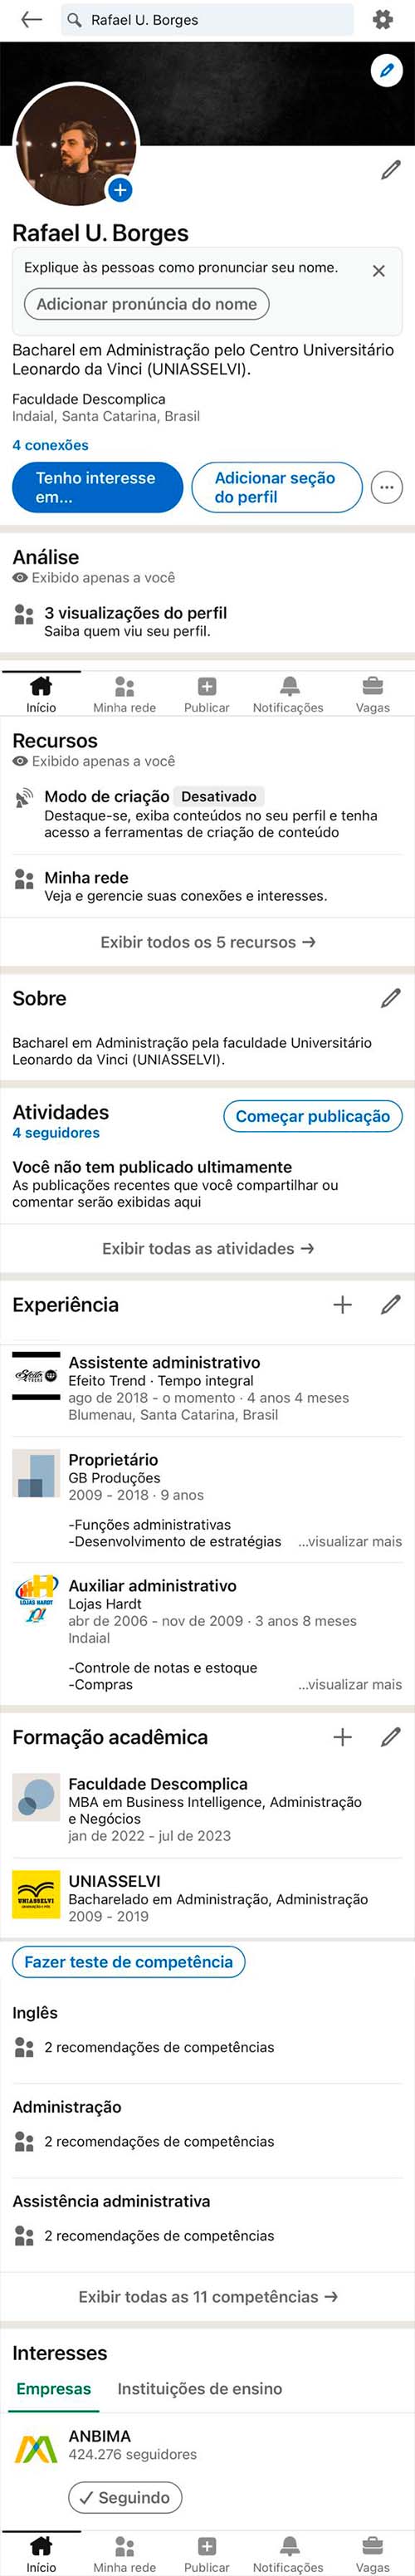 Rafael U. Borges
Rafael U. Borges
Explique às pessoas como pronunciar seu nome.
Adicionar pronúncia do nome
Bacharel em Administração pelo Centro Universitário
Leonardo da Vinci (UNIASSELVI).
Faculdade Descomplica
Indaial, Santa Catarina, Brasil
4 conexões
Tenho interesse
em...
Adicionar seção
do perfil
Análise
Exibido apenas a você
3 visualizações do perfil
Saiba quem viu seu perfil.
Início Minha rede Publicar Notificações Vagas
Recursos
Exibido apenas a você
Modo de criação Desativado
Destaque-se, exiba conteúdos no seu perfil e tenha
acesso a ferramentas de criação de conteúdo
Minha rede
Veja e gerencie suas conexões e interesses.
Exibir todos os 5 recursos →
Sobre
Bacharel em Administração pela faculdade Universitário
Leonardo da Vinci (UNIASSELVI).
Atividades
Começar publicação
4 seguidores
Você não tem publicado ultimamente
As publicações recentes que você compartilhar ou
comentar serão exibidas aqui
Exibir todas as atividades →
Experiência
Assistente administrativo
Efeito Trend · Tempo integral
ago de 2018 - o momento · 4 anos 4 meses
Blumenau, Santa Catarina, Brasil
Proprietário
GB Produções
2009 - 2018 · 9 anos
-Funções administrativas
-Desenvolvimento de estratégias ...visualizar mais
LOJAS HARDT
Auxiliar administrativo
Lojas Hardt
abr de 2006 - nov de 2009 · 3 anos 8 meses
Indaial
-Controle de notas e estoque
-Compras ...visualizar mais
Formação acadêmica
Faculdade Descomplica
MBA em Business Intelligence, Administração
e Negócios
jan de 2022 - jul de 2023
UNIASSELVI
UNIASSELVI
Bacharelado em Administração, Administração
2009 - 2019
Fazer teste de competência
Inglês
2 recomendações de competências
Administração
2 recomendações de competências
Assistência administrativa
2 recomendações de competências
Exibir todas as 11 competências →
Interesses
Empresas Instituições de ensino
ANBIMA
424.276 seguidores
✓ Seguindo
Início Minha rede Publicar Notificações Vagas